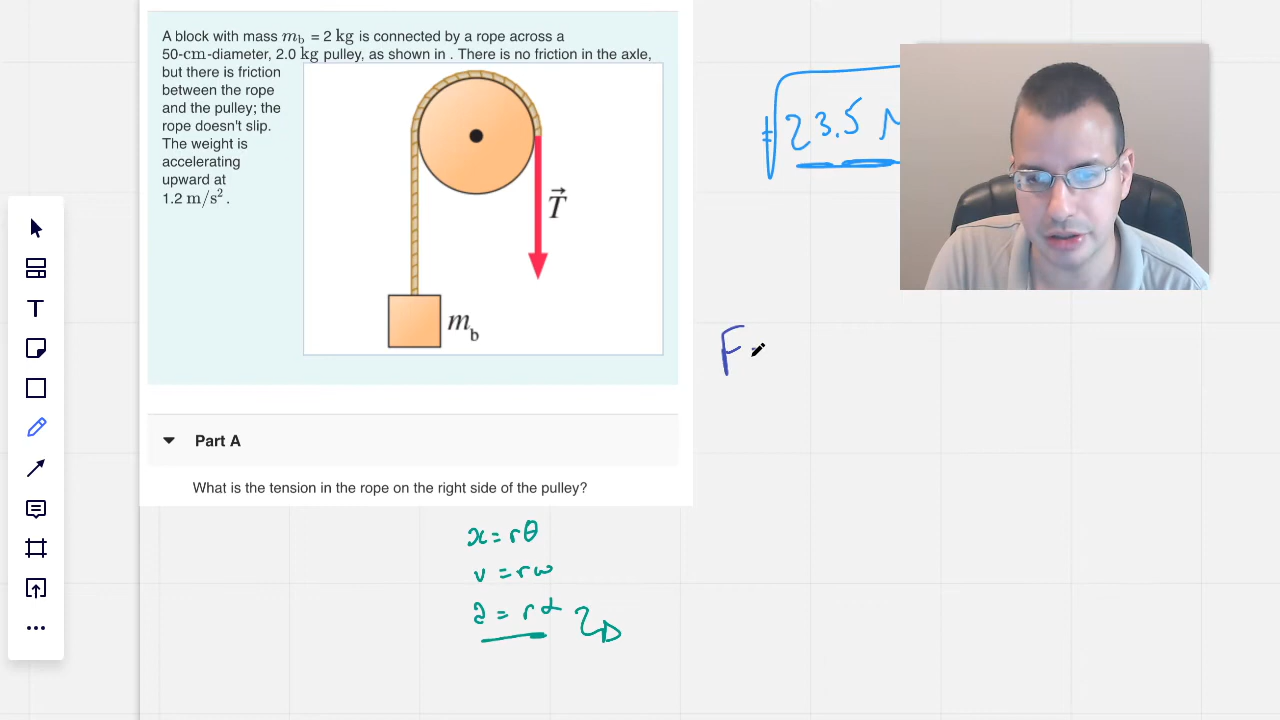 A block with mass m_b = 2 kg is connected by a rope across a
50-cm-diameter, 2.0 kg pulley, as shown in . There is no friction in the axle,
but there is friction
between the rope
and the pulley; the
rope doesn't slip.
The weight is
accelerating
upward at
1.2 m/s².
T
m_b
= 23.5 N
F
Part A
What is the tension in the rope on the right side of the pulley?
x = rθ
v = rω
a = rα
T